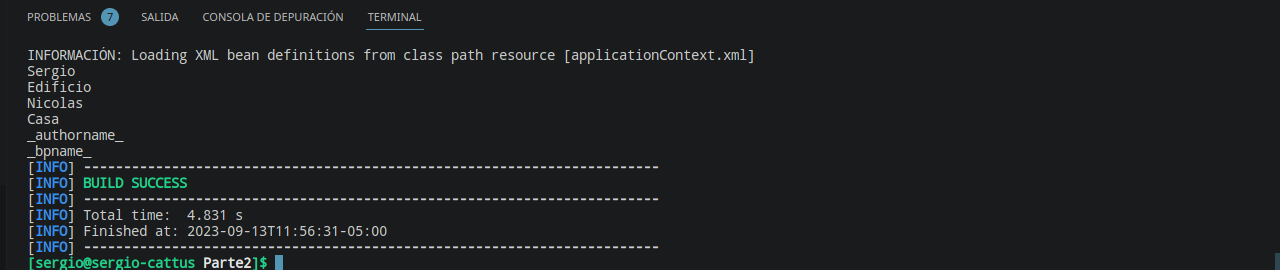 PROBLEMAS 7 SALIDA CONSOLA DE DEPURACIÓN TERMINAL
INFORMACIÓN: Loading XML bean definitions from class path resource [applicationContext.xml]
Sergio
Edificio
Nicolas
Casa
_authorname_
_bpname_
[INFO] ------------------------------------------------------------------------
[INFO] BUILD SUCCESS
[INFO] ------------------------------------------------------------------------
[INFO] Total time:  4.831 s
[INFO] Finished at: 2023-09-13T11:56:31-05:00
[INFO] ------------------------------------------------------------------------
[sergio@sergio-cattus Parte2]$